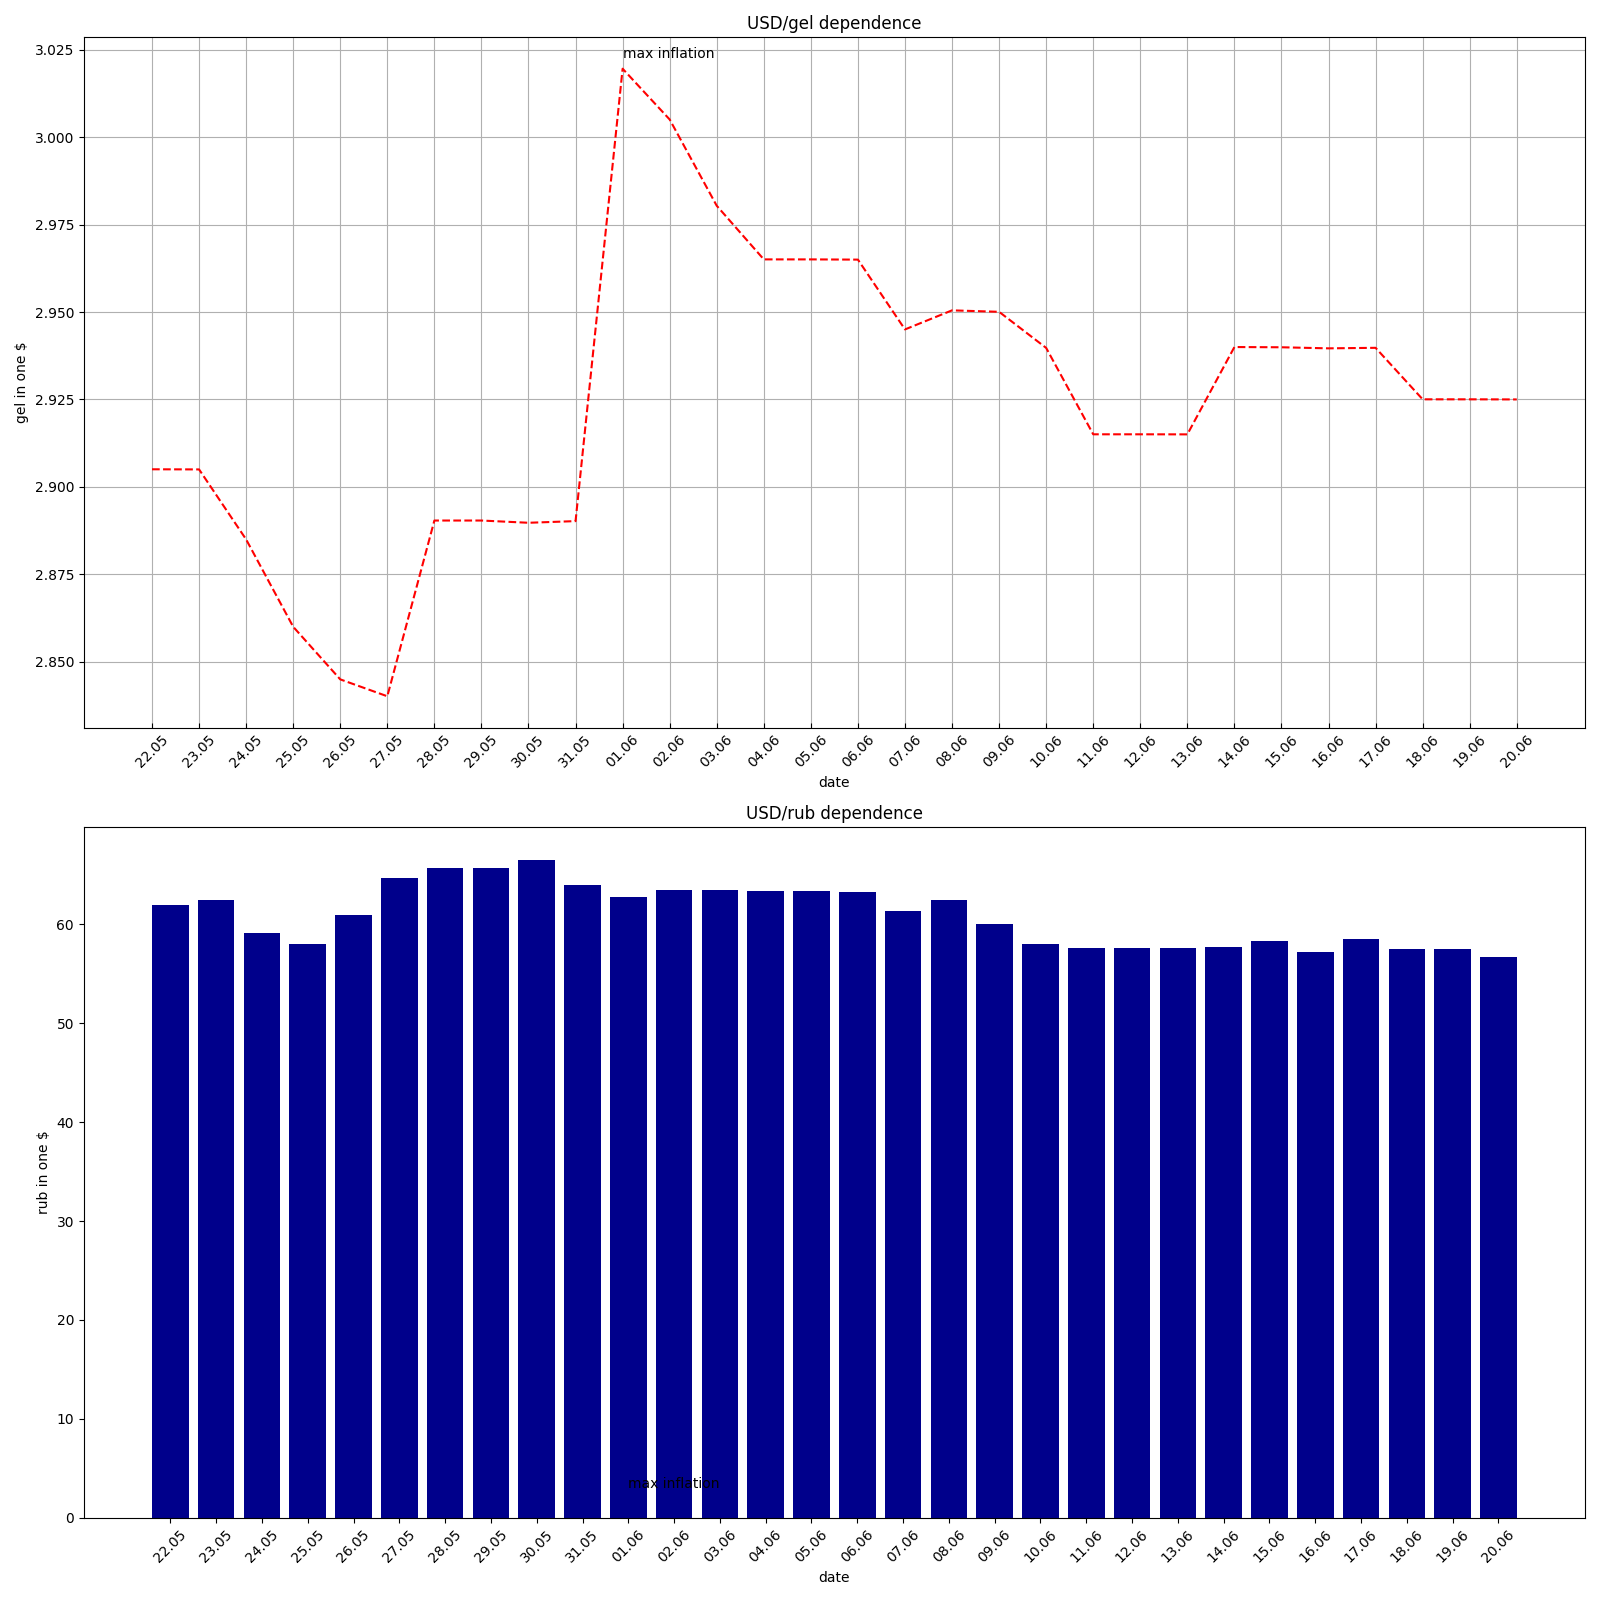 USD/gel dependence
max inflation
3.025
3.000
2.975
2.950
2.925
2.900
2.875
2.850
gel in one $
22.05 23.05 24.05 25.05 26.05 27.05 28.05 29.05 30.05 31.05 01.06 02.06 03.06 04.06 05.06 06.06 07.06 08.06 09.06 10.06 11.06 12.06 13.06 14.06 15.06 16.06 17.06 18.06 19.06 20.06
date
USD/rub dependence
60
50
40
30
20
10
0
rub in one $
max inflation
22.05 23.05 24.05 25.05 26.05 27.05 28.05 29.05 30.05 31.05 01.06 02.06 03.06 04.06 05.06 06.06 07.06 08.06 09.06 10.06 11.06 12.06 13.06 14.06 15.06 16.06 17.06 18.06 19.06 20.06
date